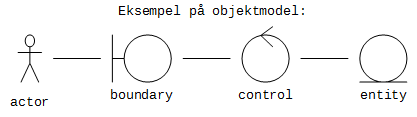 Eksempel på objektmodel:
actor
boundary
control
entity